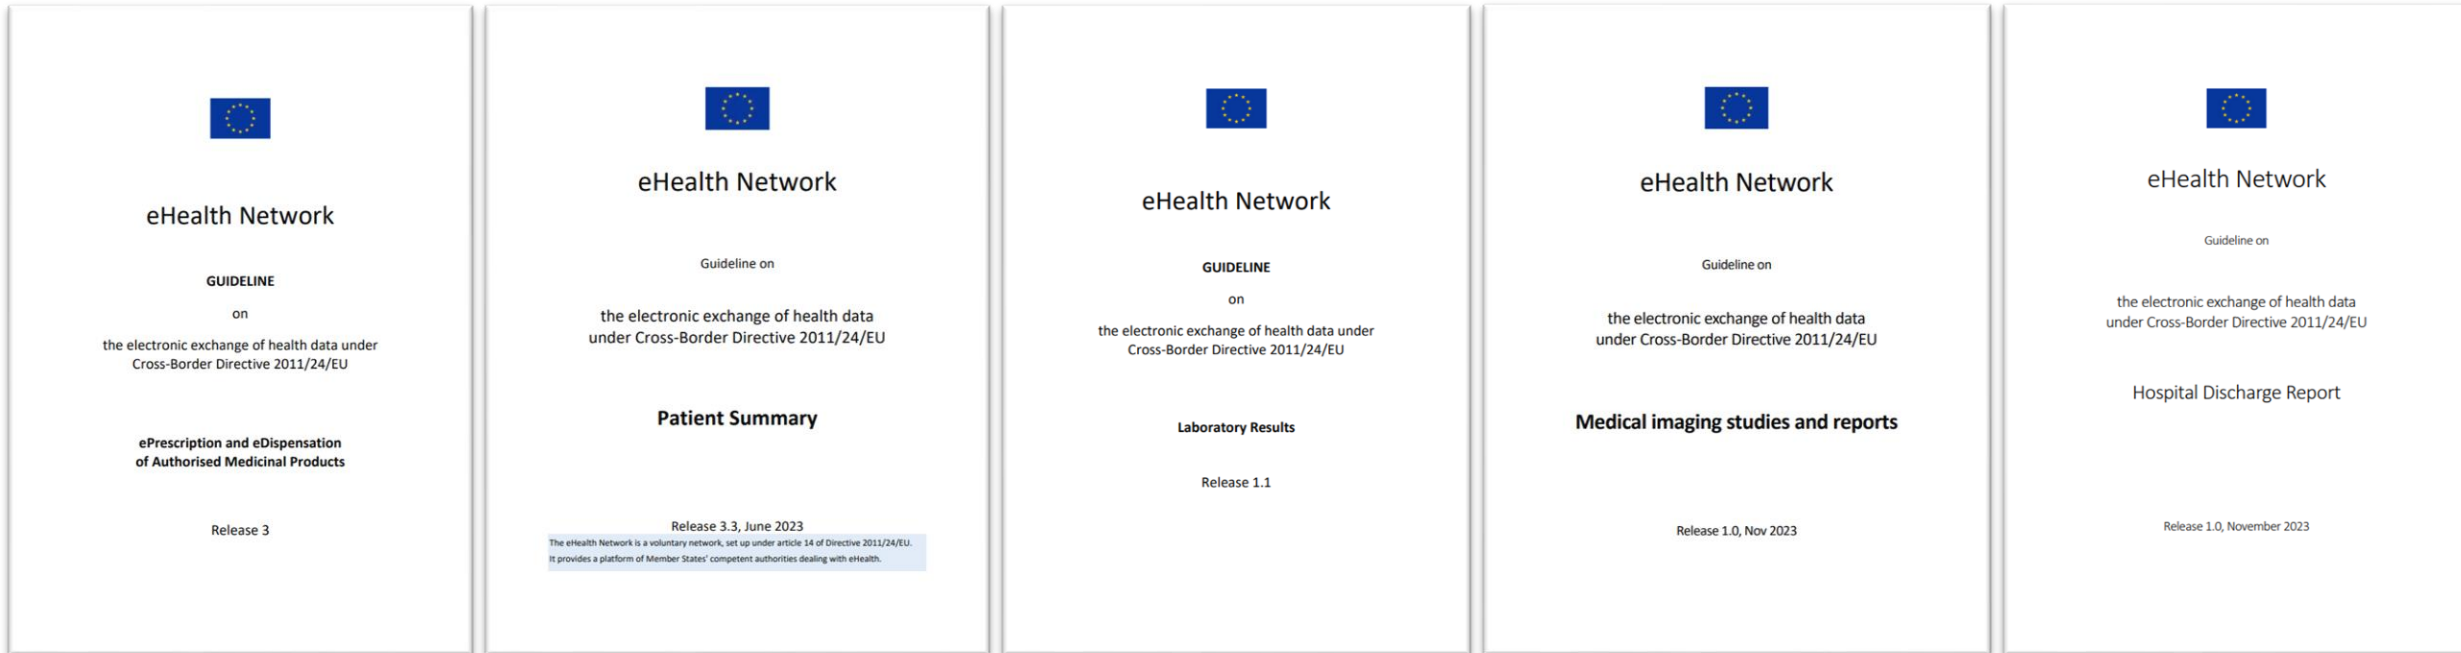 eHealth Network
GUIDELINE
on
the electronic exchange of health data under
Cross-Border Directive 2011/24/EU
ePrescription and eDispensation
of Authorised Medicinal Products
Release 3
eHealth Network
Guideline on
the electronic exchange of health data
under Cross-Border Directive 2011/24/EU
Patient Summary
Release 3.3, June 2023
The eHealth Network is a voluntary network, set up under article 14 of Directive 2011/24/EU.
It provides a platform of Member States' competent authorities dealing with eHealth.
eHealth Network
GUIDELINE
on
the electronic exchange of health data under
Cross-Border Directive 2011/24/EU
Laboratory Results
Release 1.1
eHealth Network
Guideline on
the electronic exchange of health data
under Cross-Border Directive 2011/24/EU
Medical imaging studies and reports
Release 1.0, Nov 2023
eHealth Network
Guideline on
the electronic exchange of health data
under Cross-Border Directive 2011/24/EU
Hospital Discharge Report
Release 1.0, November 2023